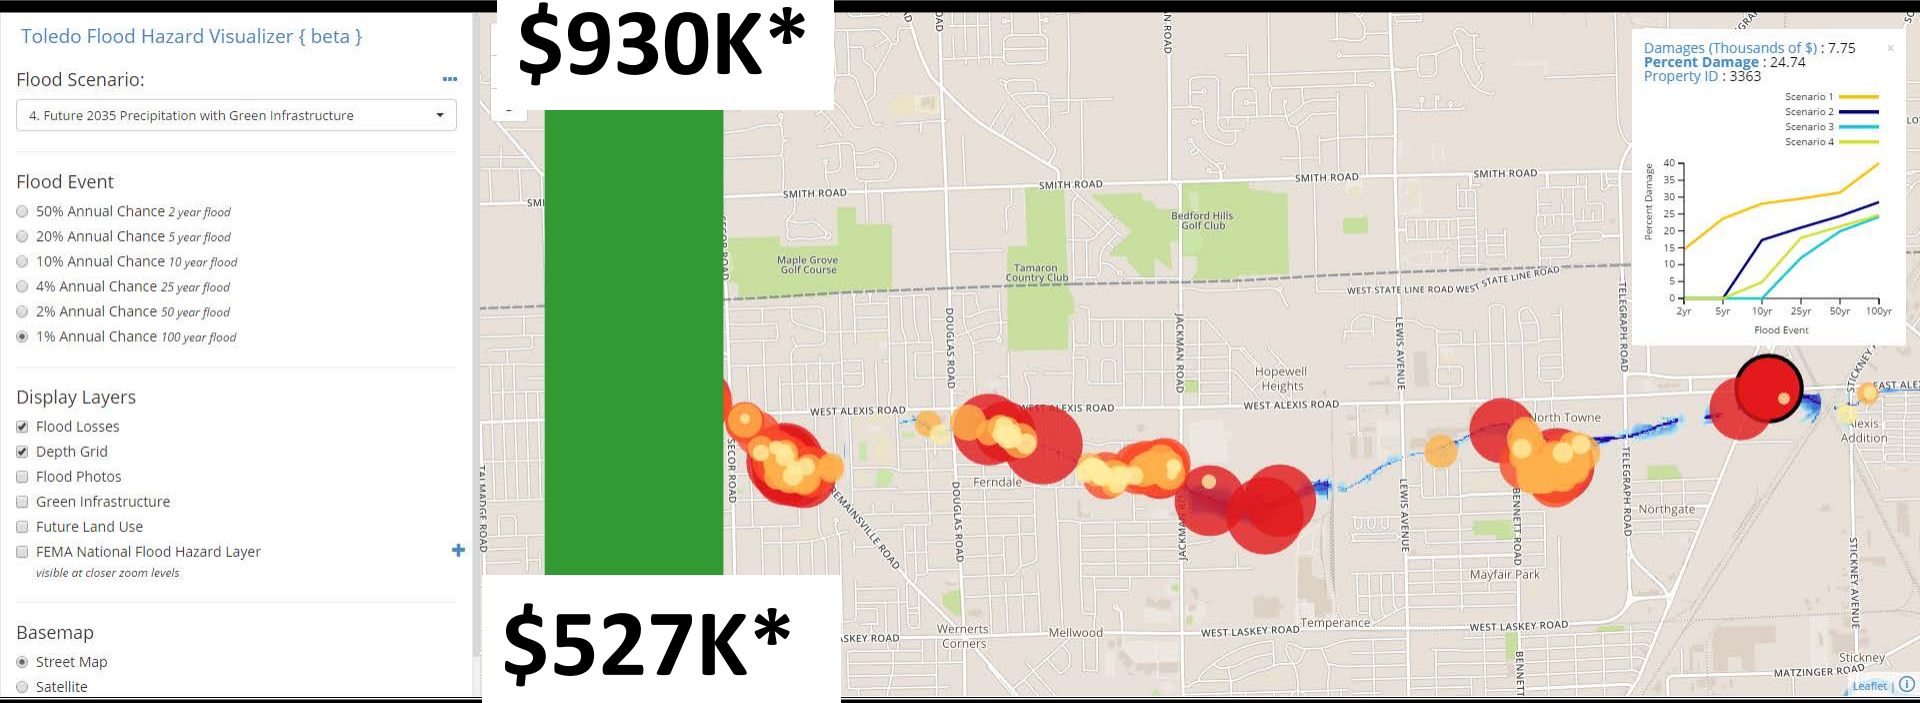 Toledo Flood Hazard Visualizer { beta }
Flood Scenario:
4. Future 2035 Precipitation with Green Infrastructure
Flood Event
50% Annual Chance 2 year flood
20% Annual Chance 5 year flood
10% Annual Chance 10 year flood
4% Annual Chance 25 year flood
2% Annual Chance 50 year flood
1% Annual Chance 100 year flood
Display Layers
Flood Losses
Depth Grid
Flood Photos
Green Infrastructure
Future Land Use
FEMA National Flood Hazard Layer
visible at closer zoom levels
Basemap
Street Map
Satellite
$930K*
$527K*
SMITH ROAD
SMITH ROAD
SMITH ROAD
SMITH ROAD
Maple Grove
Golf Course
Tamaron
Country Club
Bedford Hills
Golf Club
WEST STATE LINE ROAD
WEST STATE LINE ROAD
TALMADGE ROAD
SECOR ROAD
DOUGLAS ROAD
DOUGLAS ROAD
JACKMAN ROAD
LEWIS AVENUE
LEWIS AVENUE
TELEGRAPH ROAD
TELEGRAPH ROAD
Hopewell
Heights
WEST ALEXIS ROAD
WEST ALEXIS ROAD
WEST ALEXIS ROAD
North Towne
Alexis
Addition
Ferndale
BENNETT ROAD
Northgate
Mayfair Park
STICKNEY AVENUE
Wernerts
Corners
Mellwood
WEST LASKEY ROAD
Temperance
WEST LASKEY ROAD
BENNETT
Stickney
MATZINGER ROAD
Leaflet |
Damages (Thousands of $) : 7.75
×
Percent Damage : 24.74
Property ID : 3363
Scenario 1
Scenario 2
Scenario 3
Scenario 4
Percent Damage
40
35
30
25
20
15
10
5
0
2yr 5yr 10yr 25yr 50yr 100yr
Flood Event